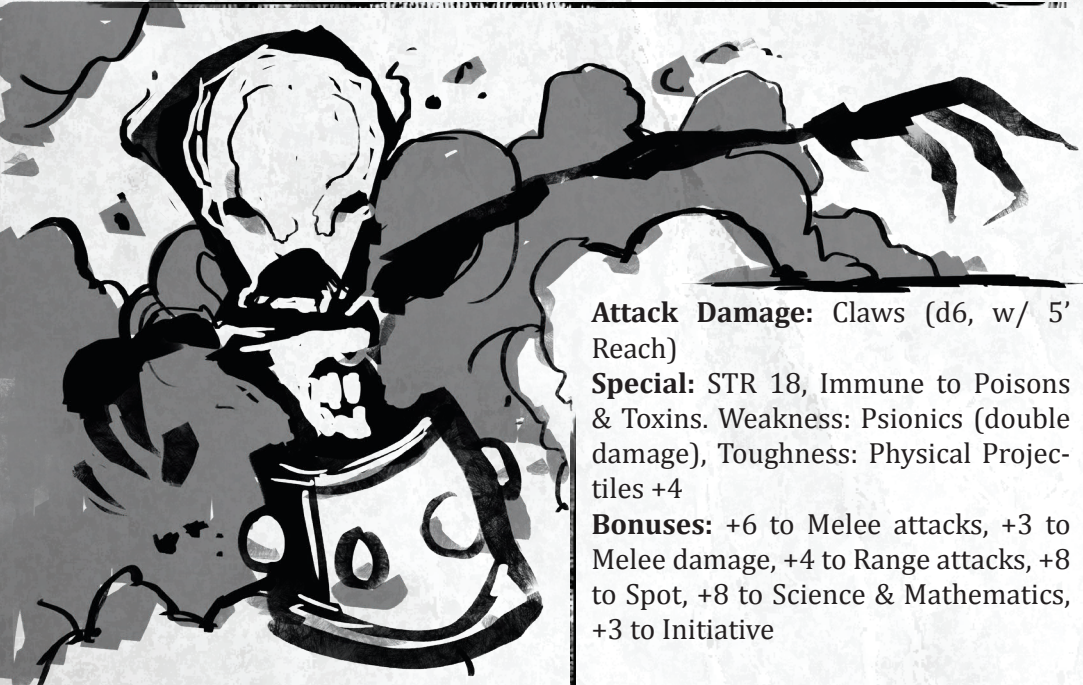 Attack Damage: Claws (d6, w/ 5’
Reach)
Special: STR 18, Immune to Poisons
& Toxins. Weakness: Psionics (double
damage), Toughness: Physical Projec-
tiles +4
Bonuses: +6 to Melee attacks, +3 to
Melee damage, +4 to Range attacks, +8
to Spot, +8 to Science & Mathematics,
+3 to Initiative